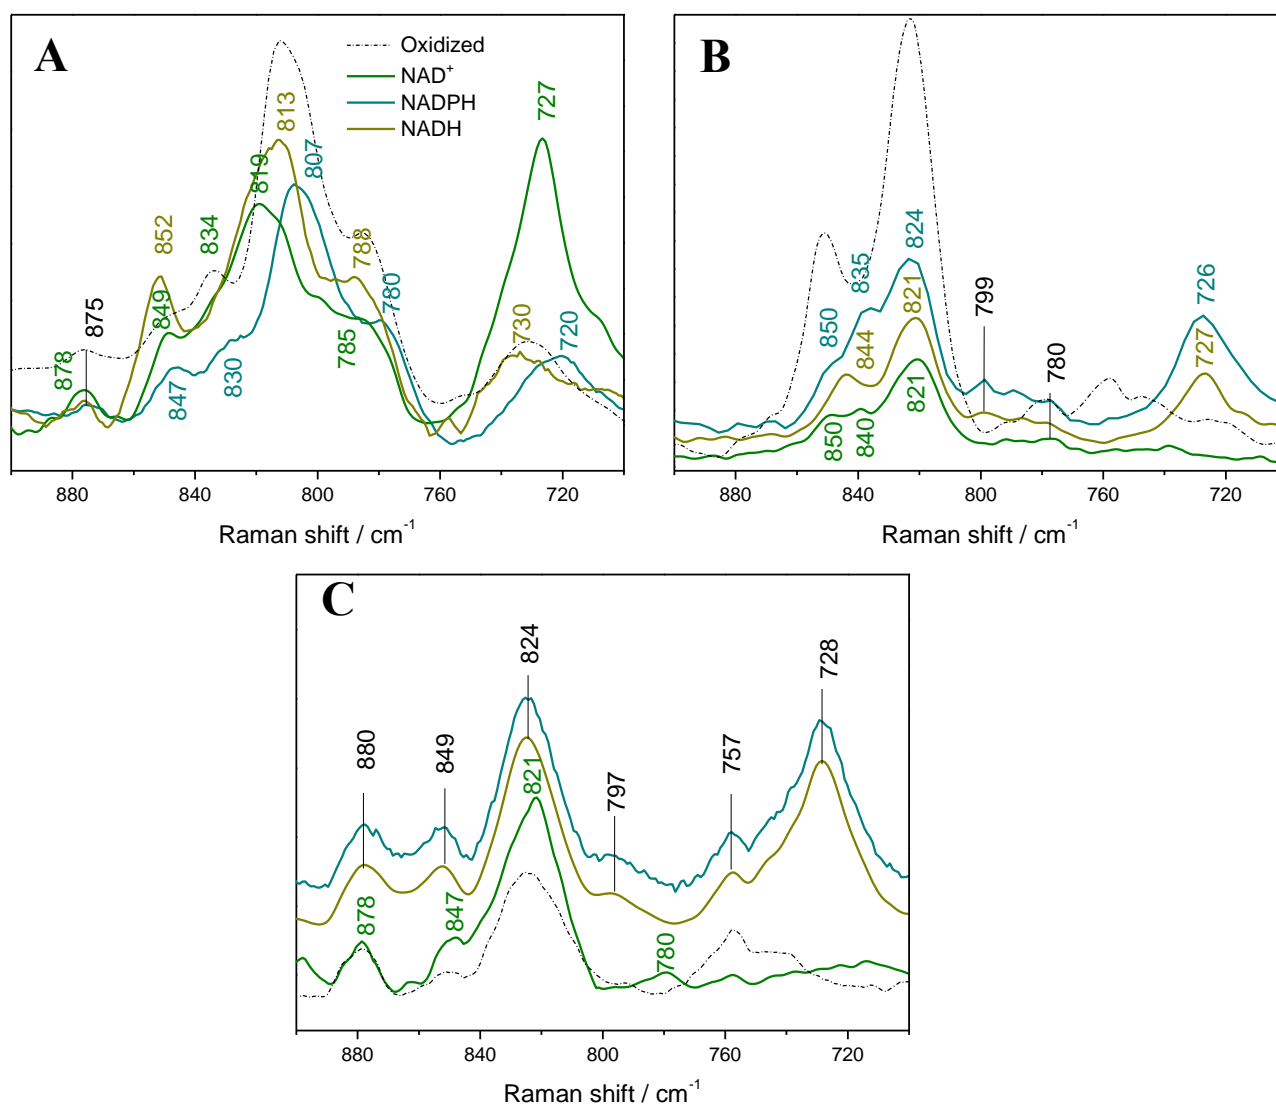 A
Oxidized
NAD⁺
NADPH
NADH
878
875
852
849
847
834
830
819
813
807
788
785
780
730
727
720
880 840 800 760 720
Raman shift / cm⁻¹
B
850
835
824
850
844
840
821
821
799
780
726
727
880 840 800 760 720
Raman shift / cm⁻¹
C
880
849
824
821
797
757
728
878
847
780
880 840 800 760 720
Raman shift / cm⁻¹